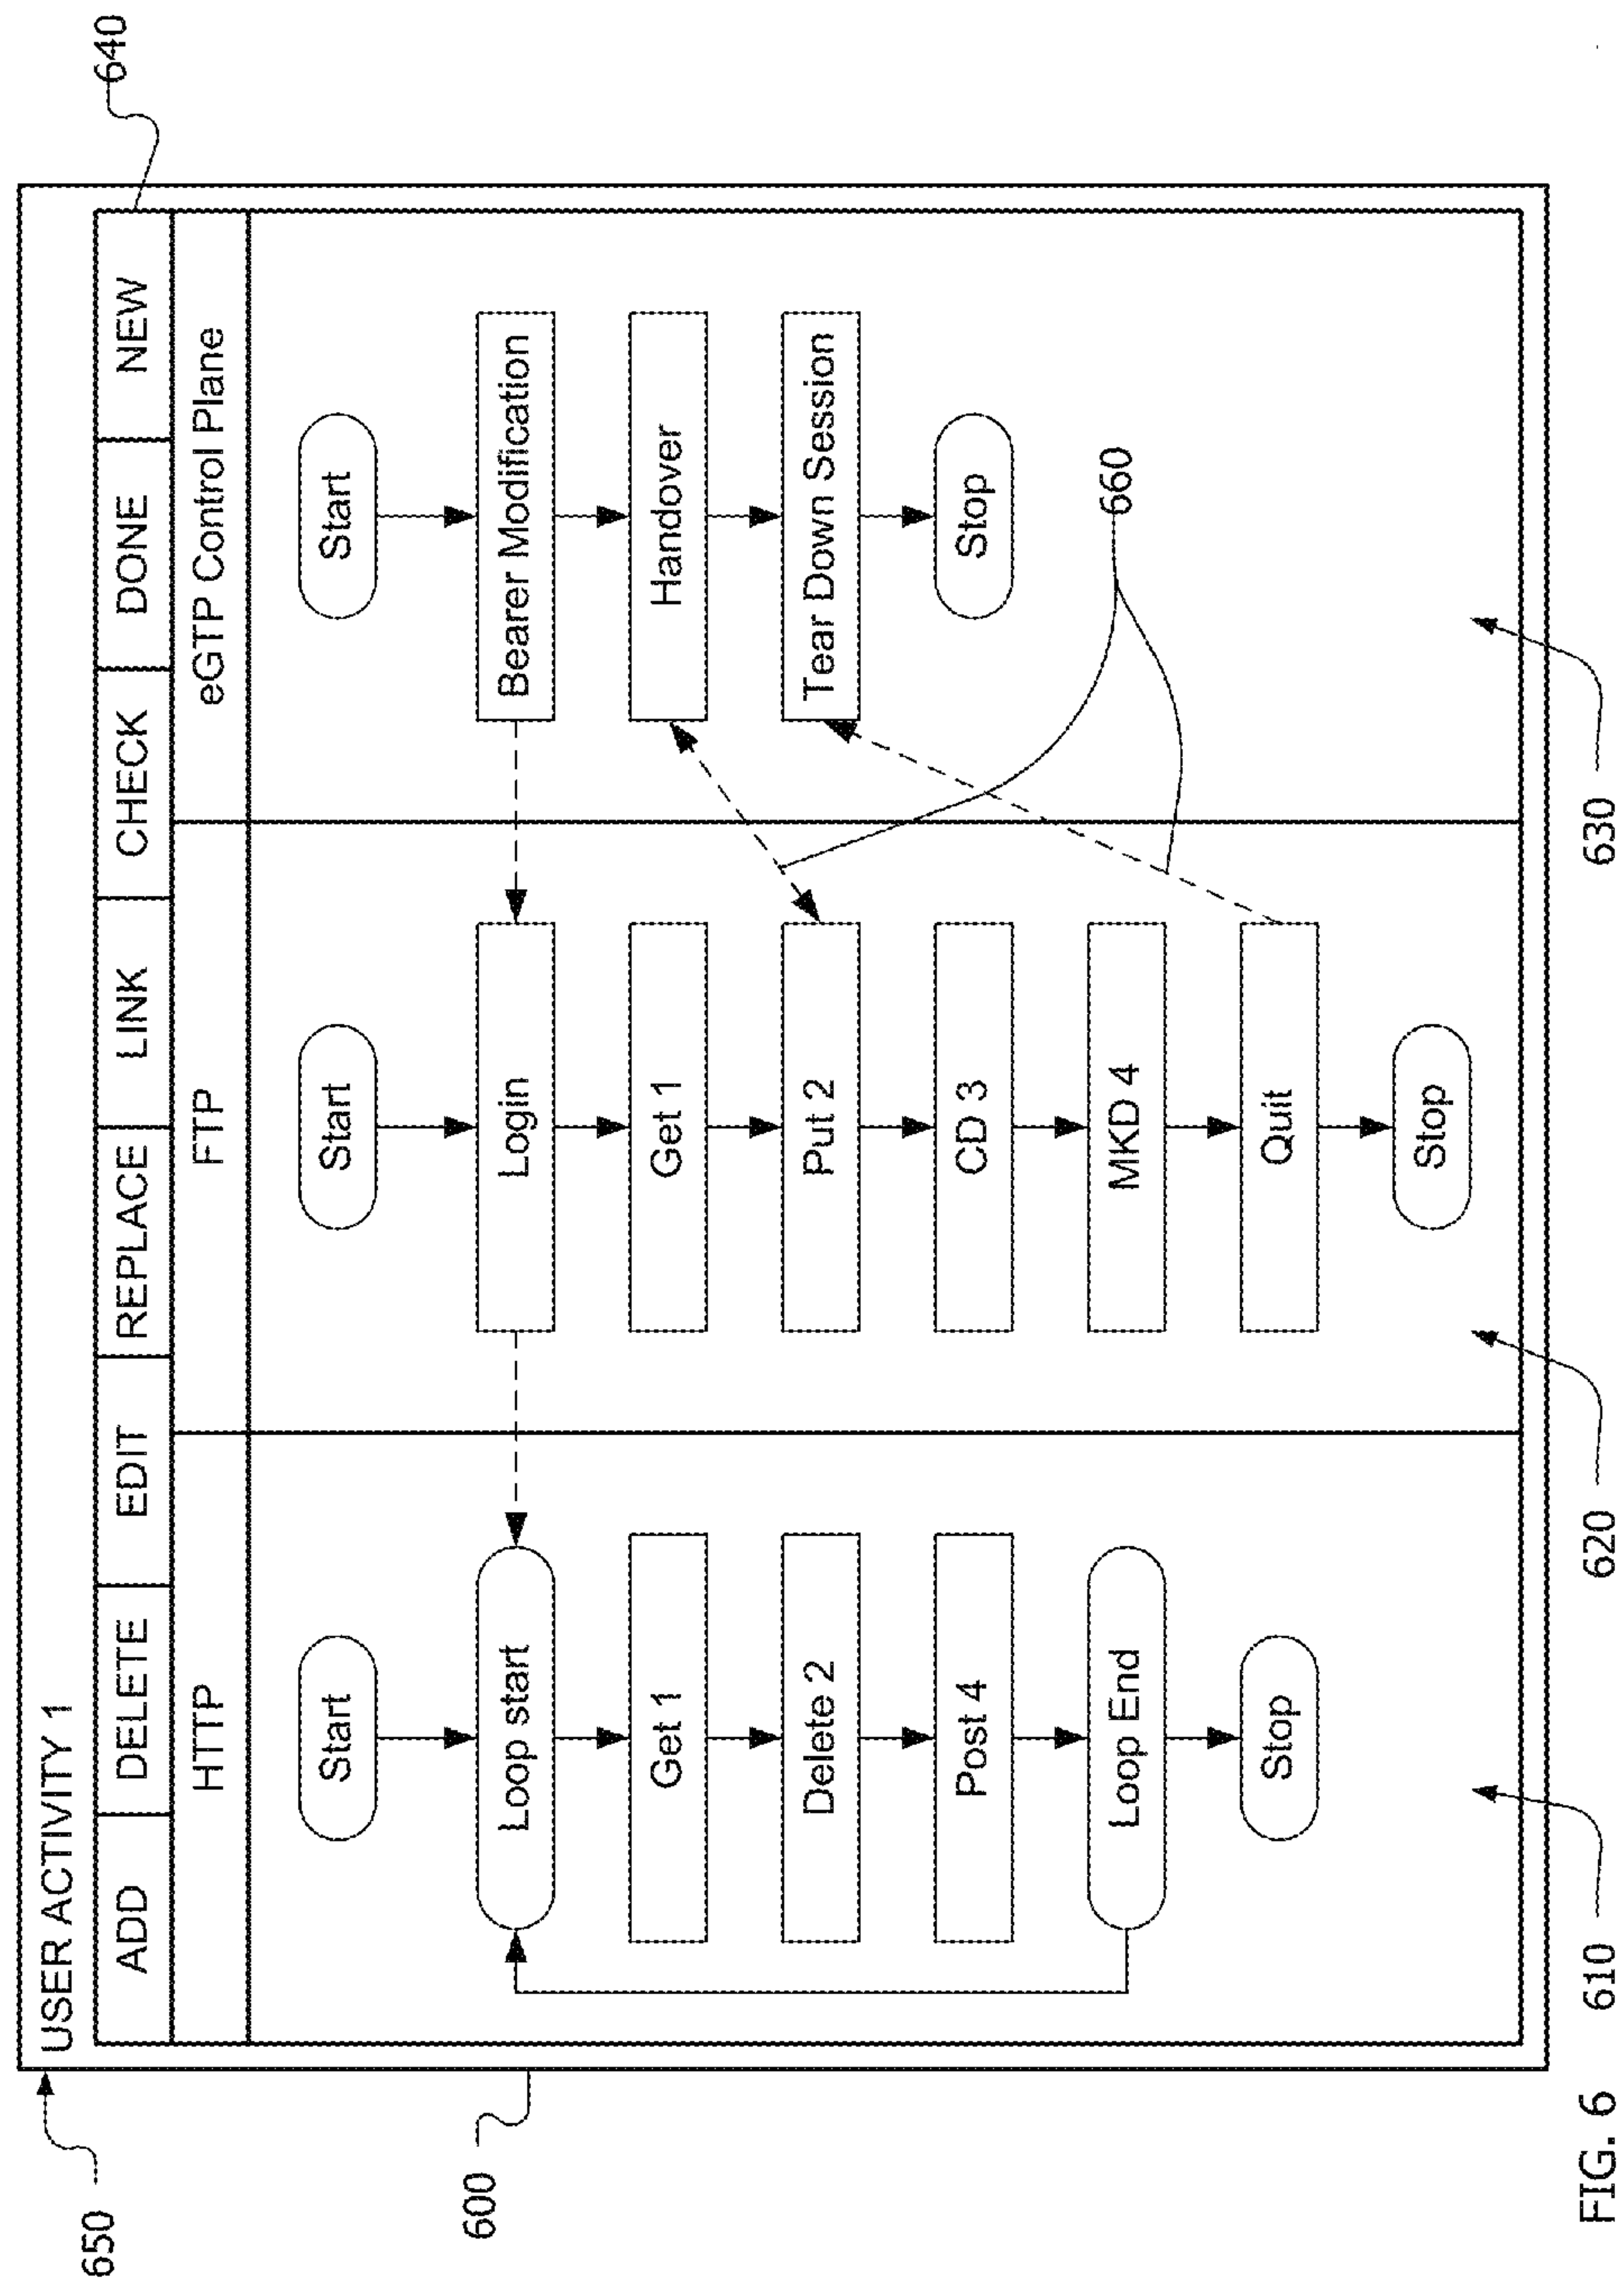 USER ACTIVITY 1
ADD DELETE EDIT REPLACE LINK CHECK DONE NEW
HTTP FTP eGTP Control Plane
Start Start Start
Loop start Login Bearer Modification
Get 1 Get 1 Handover
Delete 2 Put 2 Tear Down Session
Post 4 CD 3 Stop
Loop End MKD 4
Stop Quit
Stop
650
600
640
660
610 620 630
FIG. 6